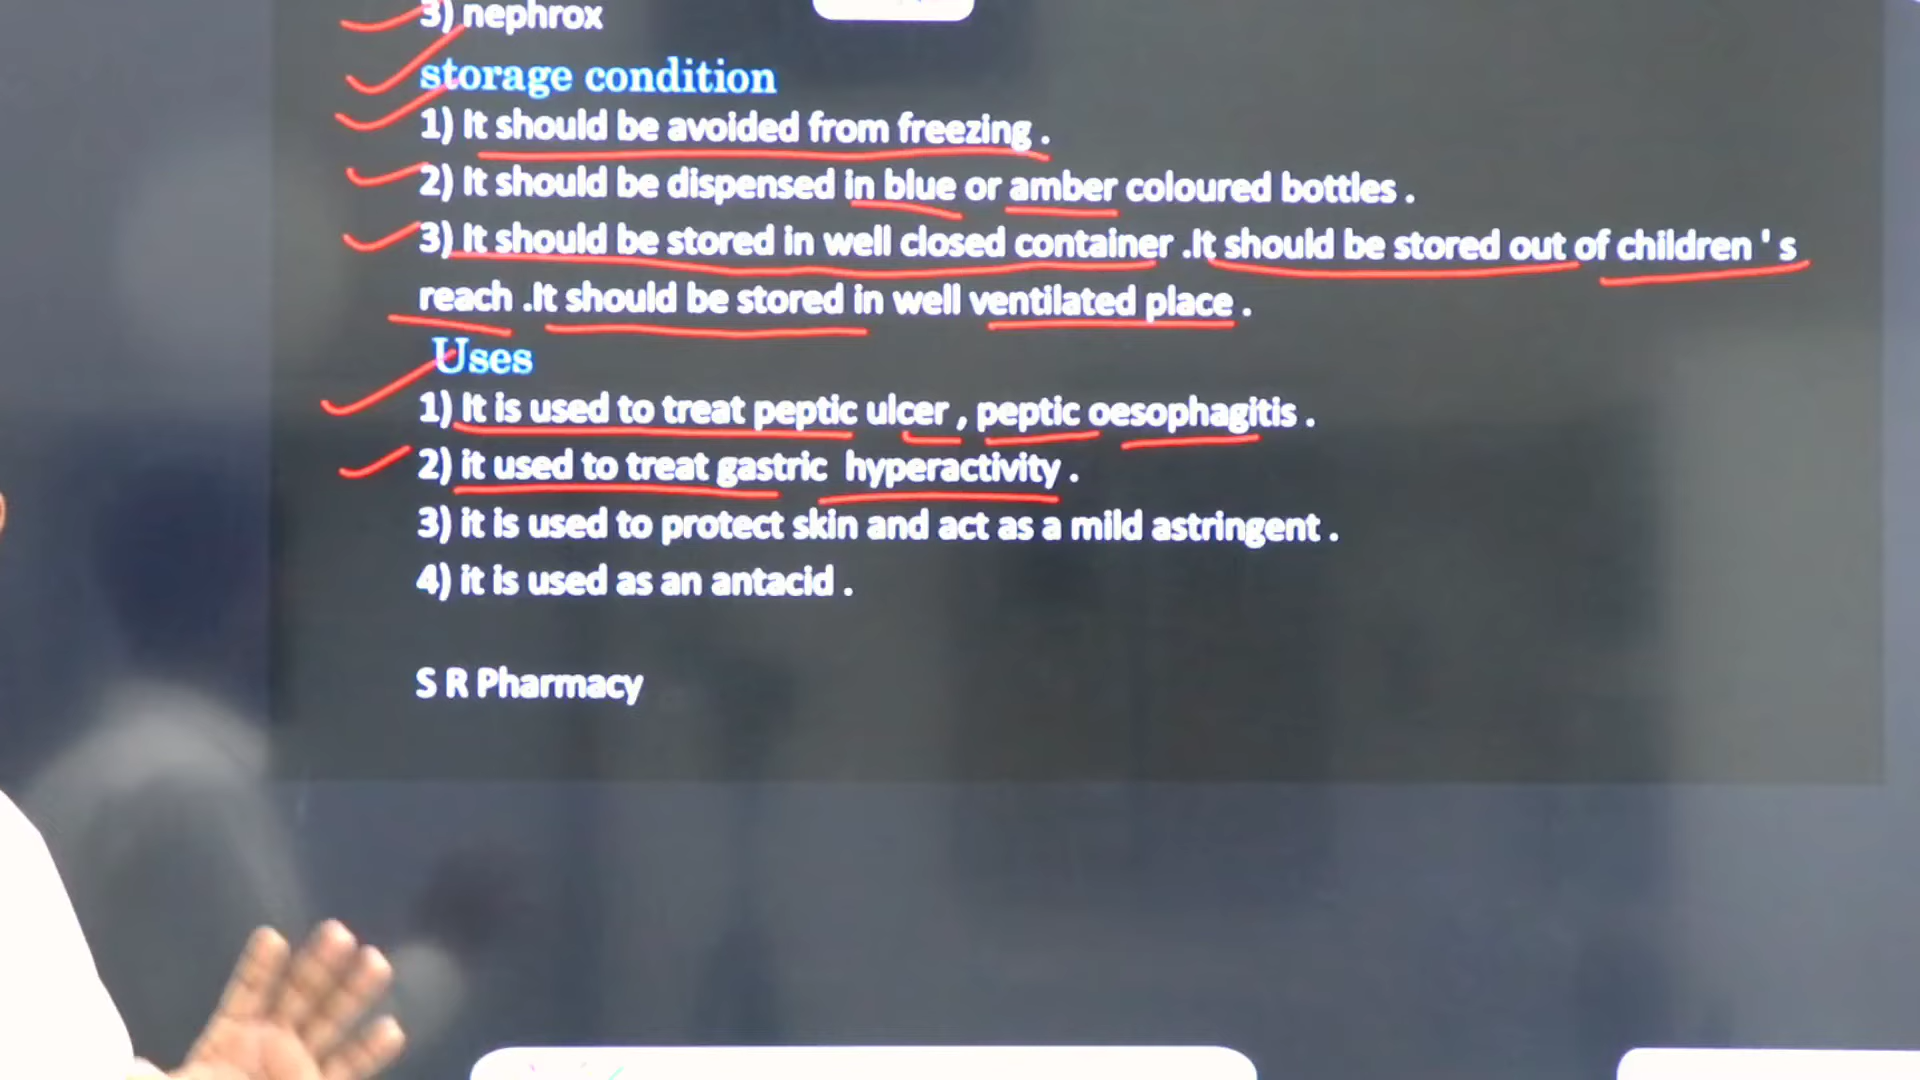 3) nephrox
storage condition
1) It should be avoided from freezing .
2) It should be dispensed in blue or amber coloured bottles .
3) It should be stored in well closed container .It should be stored out of children ' s
reach .It should be stored in well ventilated place .
Uses
1) It is used to treat peptic ulcer , peptic oesophagitis .
2) it used to treat gastric hyperactivity .
3) it is used to protect skin and act as a mild astringent .
4) it is used as an antacid .
S R Pharmacy